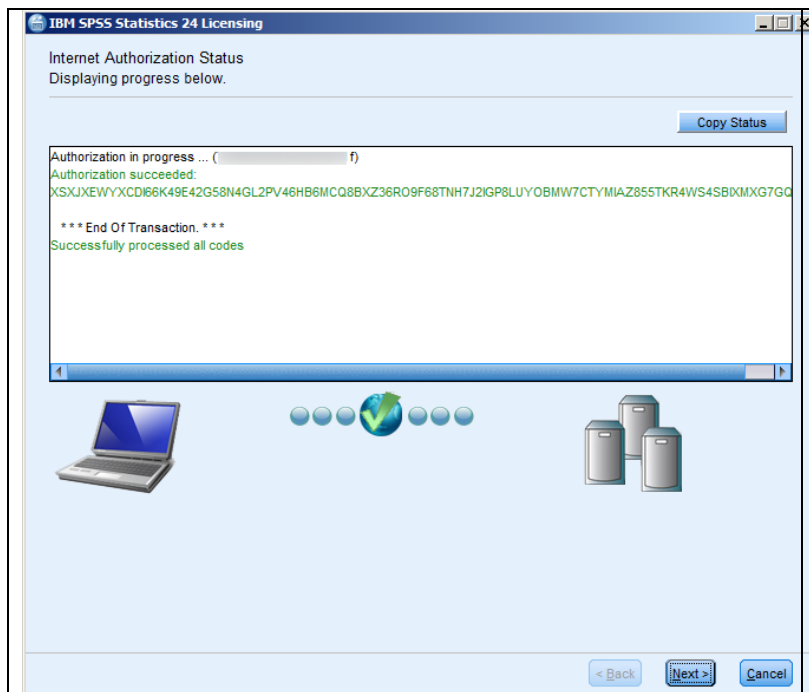 IBM SPSS Statistics 24 Licensing
Internet Authorization Status
Displaying progress below.
Copy Status
Authorization in progress ... ( f)
Authorization succeeded:
XSXJXEWYXCDI66K49E42G58N4GL2PV46HB6MCQ8BXZ36RO9F68TNH7J2IGP8LUYOBMW7CTYMIAZ855TKR4WS4SBIXMXG7GQ
* * * End Of Transaction. * * *
Successfully processed all codes
< Back
Next >
Cancel